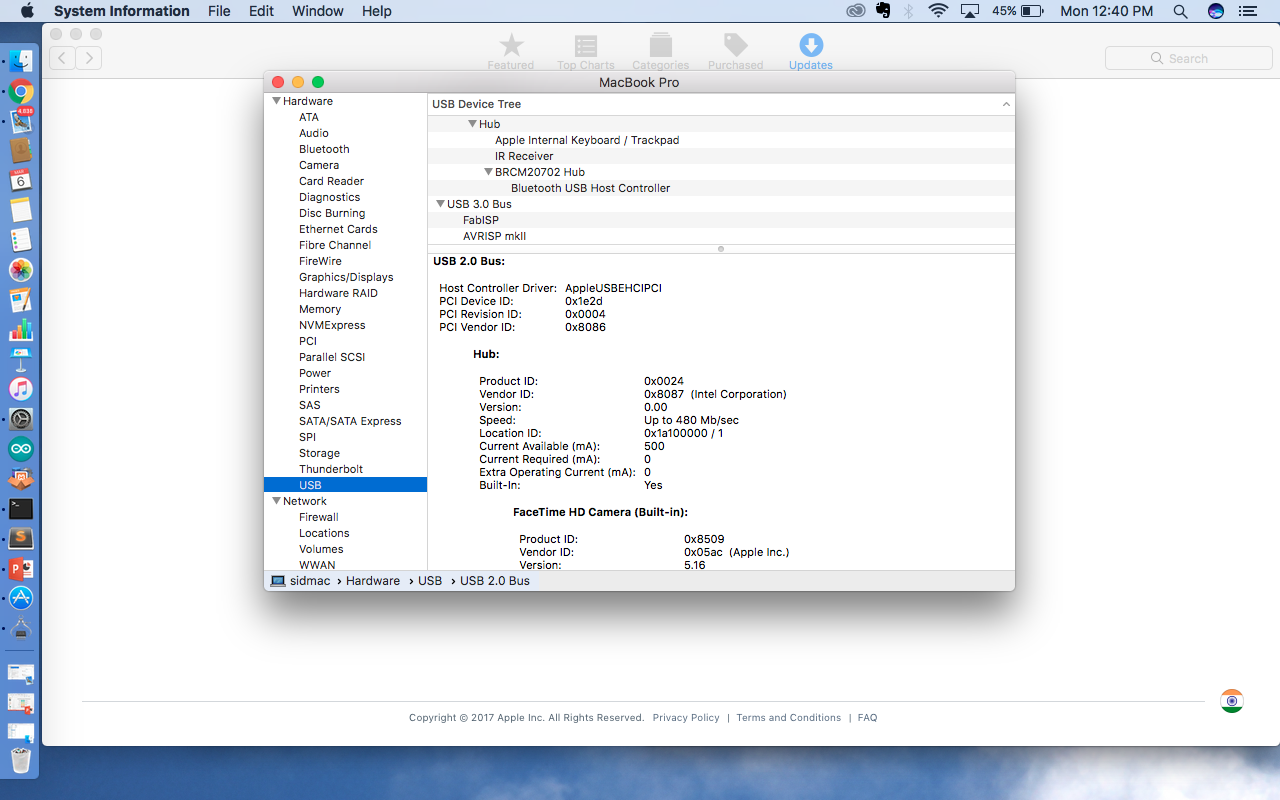 System Information File Edit Window Help 45% Mon 12:40 PM
Featured Top Charts Categories Purchased Updates
Search
MacBook Pro
Hardware
ATA
Audio
Bluetooth
Camera
Card Reader
Diagnostics
Disc Burning
Ethernet Cards
Fibre Channel
FireWire
Graphics/Displays
Hardware RAID
Memory
NVMExpress
PCI
Parallel SCSI
Power
Printers
SAS
SATA/SATA Express
SPI
Storage
Thunderbolt
USB
Network
Firewall
Locations
Volumes
WWAN
USB Device Tree
Hub
Apple Internal Keyboard / Trackpad
IR Receiver
BRCM20702 Hub
Bluetooth USB Host Controller
USB 3.0 Bus
FabISP
AVRISP mkII
USB 2.0 Bus:
Host Controller Driver: AppleUSBEHCIPCI
PCI Device ID: 0x1e2d
PCI Revision ID: 0x0004
PCI Vendor ID: 0x8086
Hub:
Product ID: 0x0024
Vendor ID: 0x8087 (Intel Corporation)
Version: 0.00
Speed: Up to 480 Mb/sec
Location ID: 0x1a100000 / 1
Current Available (mA): 500
Current Required (mA): 0
Extra Operating Current (mA): 0
Built-In: Yes
FaceTime HD Camera (Built-in):
Product ID: 0x8509
Vendor ID: 0x05ac (Apple Inc.)
Version: 5.16
sidmac › Hardware › USB › USB 2.0 Bus
Copyright © 2017 Apple Inc. All Rights Reserved. Privacy Policy | Terms and Conditions | FAQ
6